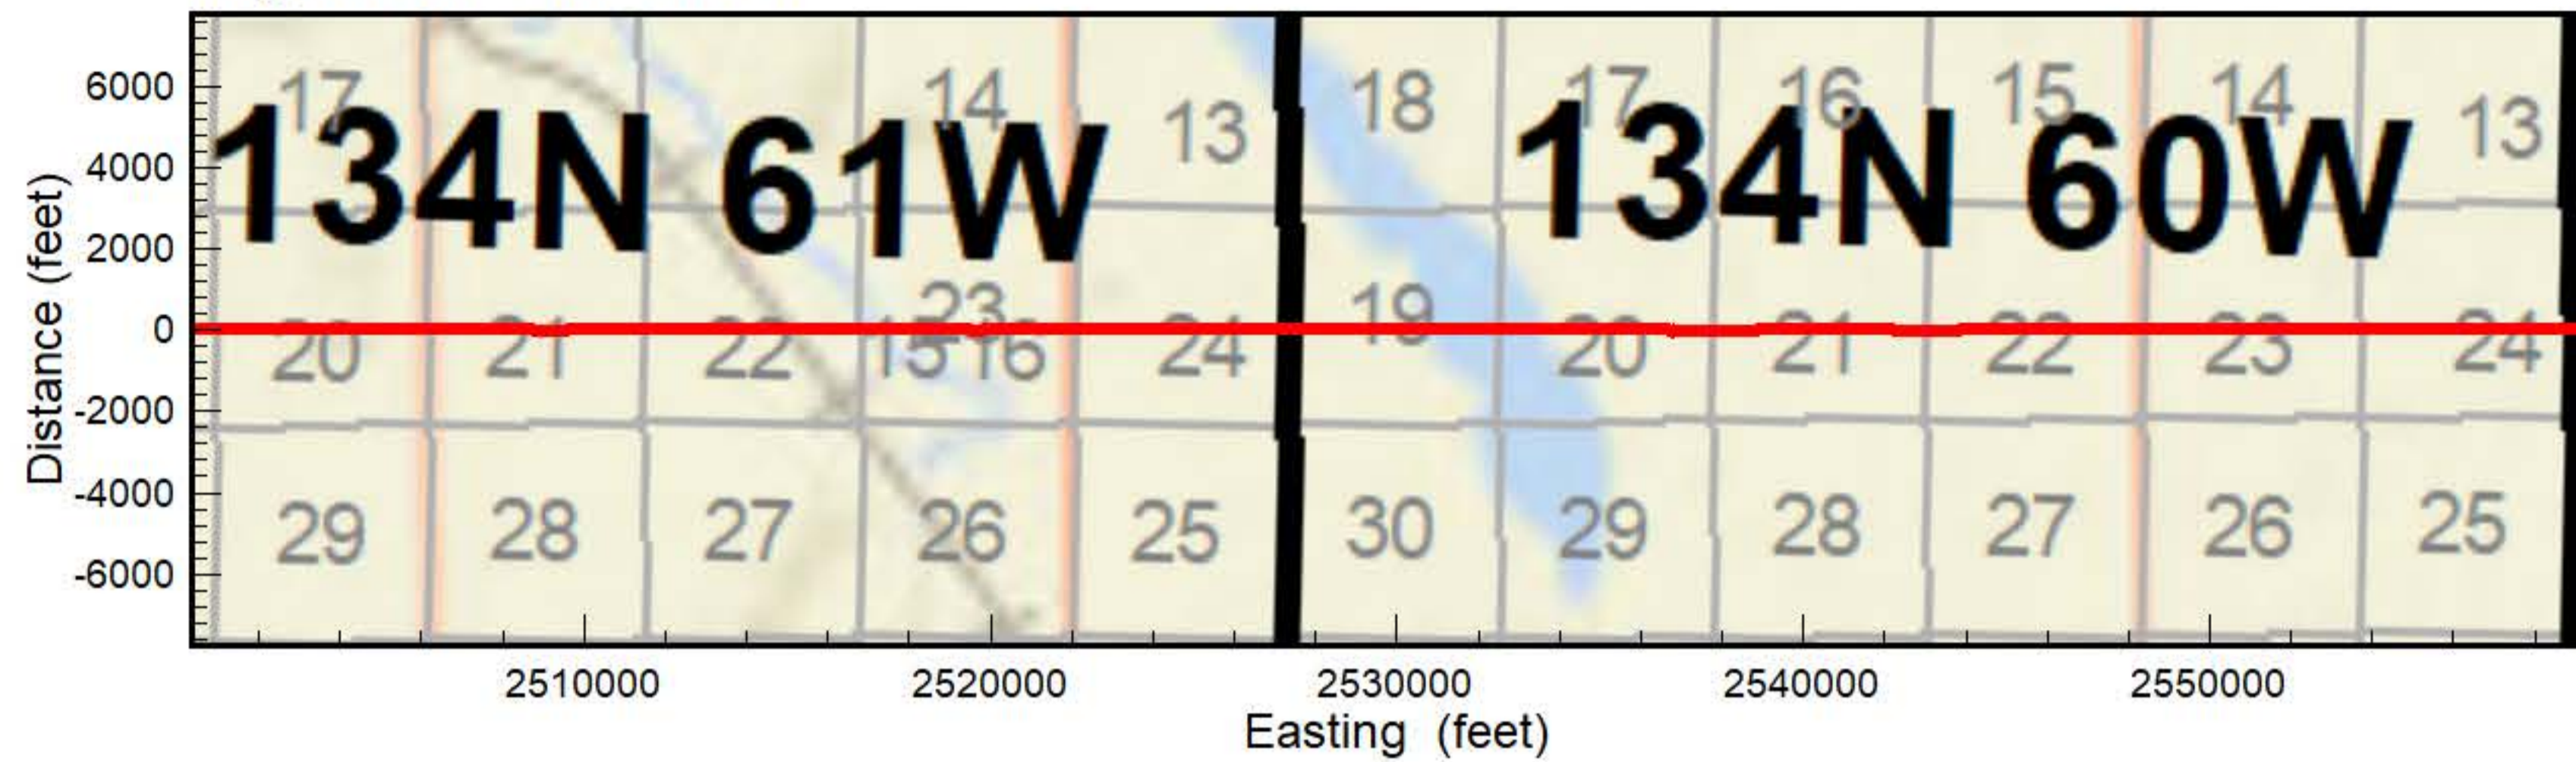 6000
4000
2000
0
-2000
-4000
-6000
Distance (feet)
17 14 13 18 17 16 15 14 13
134N 61W 134N 60W
23 19
20 21 22 15 16 24 20 21 22 23 24
29 28 27 26 25 30 29 28 27 26 25
2510000 2520000 2530000 2540000 2550000
Easting (feet)